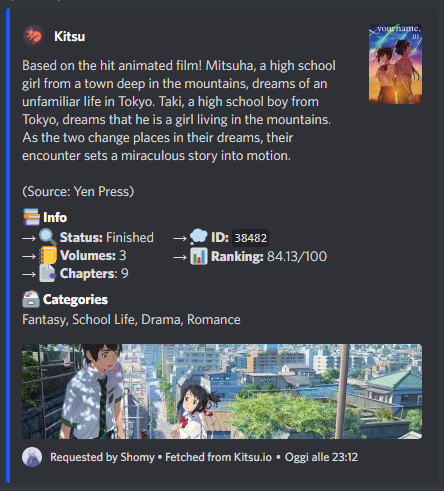 Kitsu
your name.
01
Based on the hit animated film! Mitsuha, a high school
girl from a town deep in the mountains, dreams of an
unfamiliar life in Tokyo. Taki, a high school boy from
Tokyo, dreams that he is a girl living in the mountains.
As the two change places in their dreams, their
encounter sets a miraculous story into motion.
(Source: Yen Press)
Info
→ Status: Finished → ID: 38482
→ Volumes: 3 → Ranking: 84.13/100
→ Chapters: 9
Categories
Fantasy, School Life, Drama, Romance
Requested by Shomy • Fetched from Kitsu.io • Oggi alle 23:12